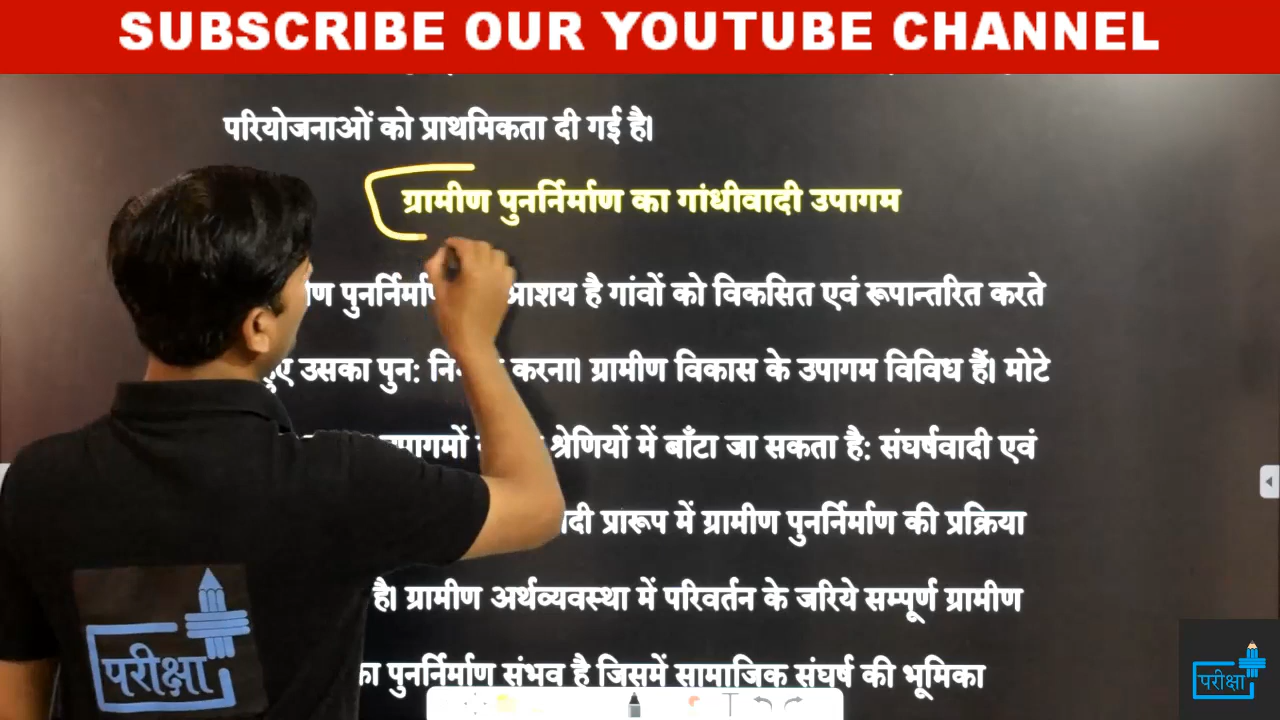 SUBSCRIBE OUR YOUTUBE CHANNEL
परियोजनाओं को प्राथमिकता दी गई है।
ग्रामीण पुनर्निर्माण का गांधीवादी उपागम
आशय है गांवों को विकसित एवं रूपान्तरित करते
उसका पुन: करना। ग्रामीण विकास के उपागम विविध हैं। मोटे
श्रेणियों में बाँटा जा सकता है: संघर्षवादी एवं
प्रारूप में ग्रामीण पुनर्निर्माण की प्रक्रिया
है। ग्रामीण अर्थव्यवस्था में परिवर्तन के जरिये सम्पूर्ण ग्रामीण
पुनर्निर्माण संभव है जिसमें सामाजिक संघर्ष की भूमिका
परीक्षा
परीक्षा